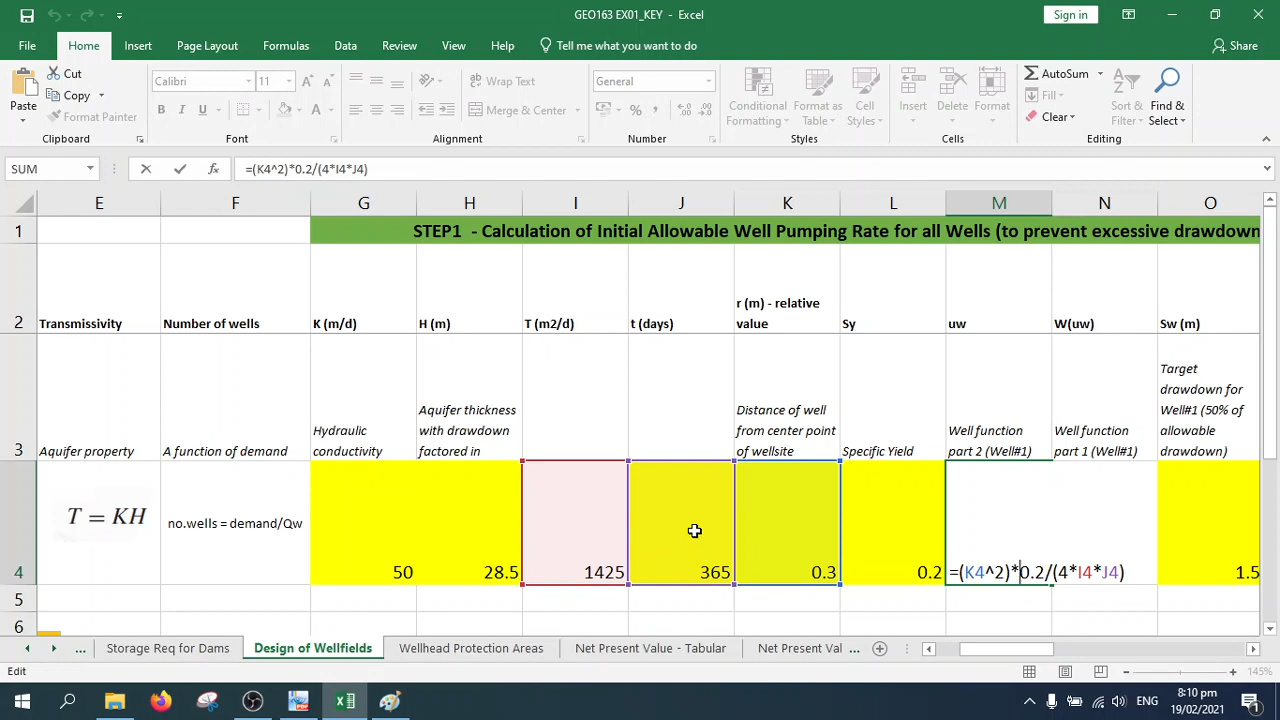 GEO163 EX01_KEY - Excel
Sign in
File
Home
Insert
Page Layout
Formulas
Data
Review
View
Help
Tell me what you want to do
Share
Paste
Cut
Copy
Format Painter
Clipboard
Calibri
11
B I U
Font
Wrap Text
Merge & Center
Alignment
General
Number
Conditional Formatting
Format as Table
Cell Styles
Styles
Insert
Delete
Format
Cells
AutoSum
Fill
Clear
Sort & Filter
Find & Select
Editing
SUM
fx
=(K4^2)*0.2/(4*I4*J4)
E F G H I J K L M N O
1
STEP1 - Calculation of Initial Allowable Well Pumping Rate for all Wells (to prevent excessive drawdown
2
Transmissivity
Number of wells
K (m/d)
H (m)
T (m2/d)
t (days)
r (m) - relative
value
Sy
uw
W(uw)
Sw (m)
3
Aquifer property
A function of demand
Hydraulic
conductivity
Aquifer thickness
with drawdown
factored in
Distance of well
from center point
of wellsite
Specific Yield
Well function
part 2 (Well#1)
Well function
part 1 (Well#1)
Target
drawdown for
Well#1 (50% of
allowable
drawdown)
4
T = KH
no.wells = demand/Qw
50
28.5
1425
365
0.3
0.2
=(K4^2)*0.2/(4*I4*J4)
1.5
5
6
...
Storage Req for Dams
Design of Wellfields
Wellhead Protection Areas
Net Present Value - Tabular
Net Present Val ...
Edit
145%
ENG
8:10 pm
19/02/2021
1